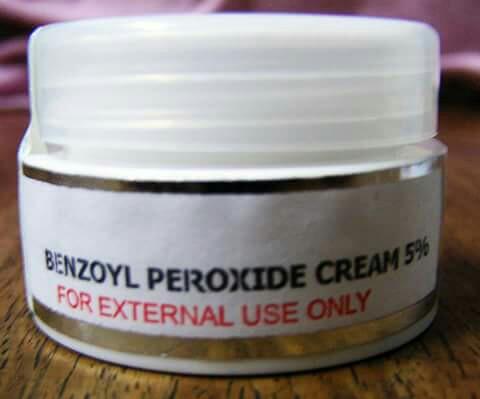 BENZOYL PEROXIDE CREAM 5%
FOR EXTERNAL USE ONLY